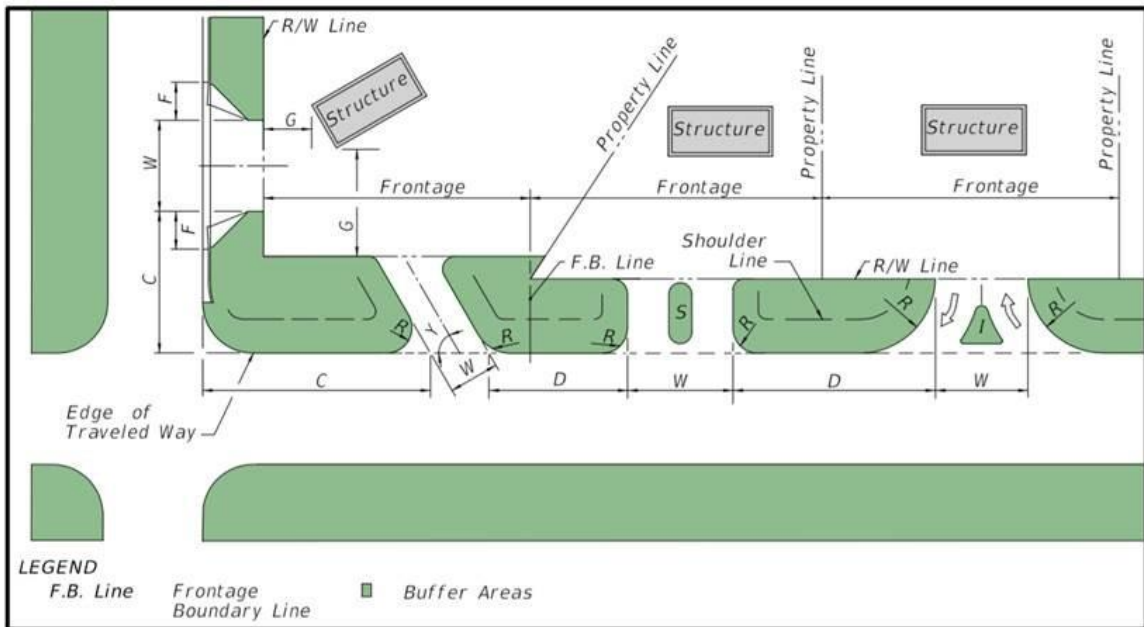 R/W Line
Structure
Property Line
Property Line
Property Line
F
G
Structure
Structure
W
Frontage
Frontage
Frontage
F
G
Shoulder
Line
C
F.B. Line
R/W Line
S
R
I
R
R
Y
R
R
R
W
C
D
W
D
W
Edge of
Traveled Way
LEGEND
F.B. Line Frontage
Boundary Line
Buffer Areas